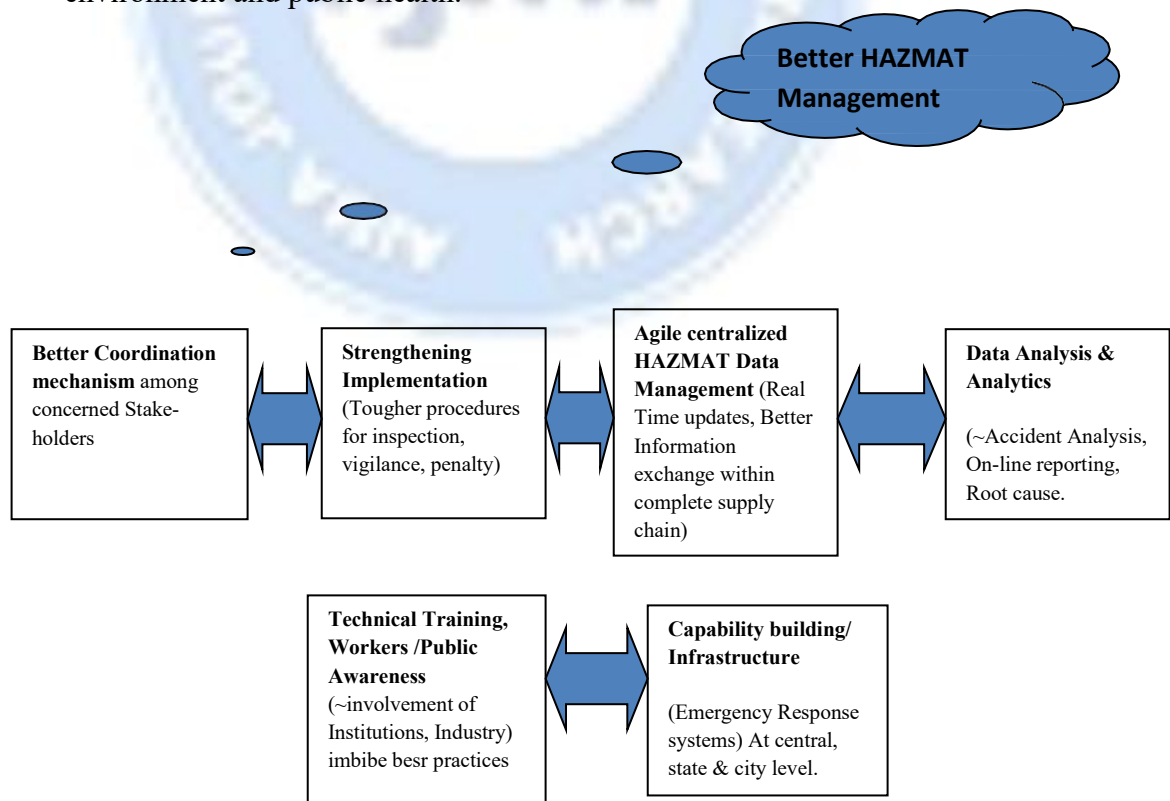 environment and public health.
Better HAZMAT
Management
Better Coordination
mechanism among
concerned Stake-
holders
Strengthening
Implementation
(Tougher procedures
for inspection,
vigilance, penalty)
Agile centralized
HAZMAT Data
Management (Real
Time updates, Better
Information
exchange within
complete supply
chain)
Data Analysis &
Analytics
(~Accident Analysis,
On-line reporting,
Root cause.
Technical Training,
Workers /Public
Awareness
(~involvement of
Institutions, Industry)
imbibe besr practices
Capability building/
Infrastructure
(Emergency Response
systems) At central,
state & city level.